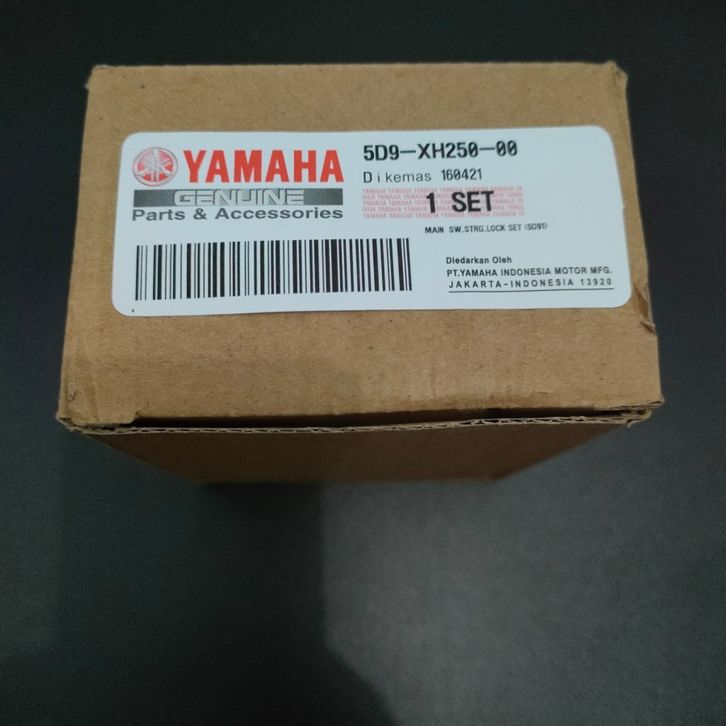 YAMAHA
GENUINE
Parts & Accessories
5D9-XH250-00
Dikemas 160421
1 SET
MAIN SW.STRG.LOCK SET (5D91)
Diedarkan Oleh
PT.YAMAHA INDONESIA MOTOR MFG.
JAKARTA-INDONESIA 13920